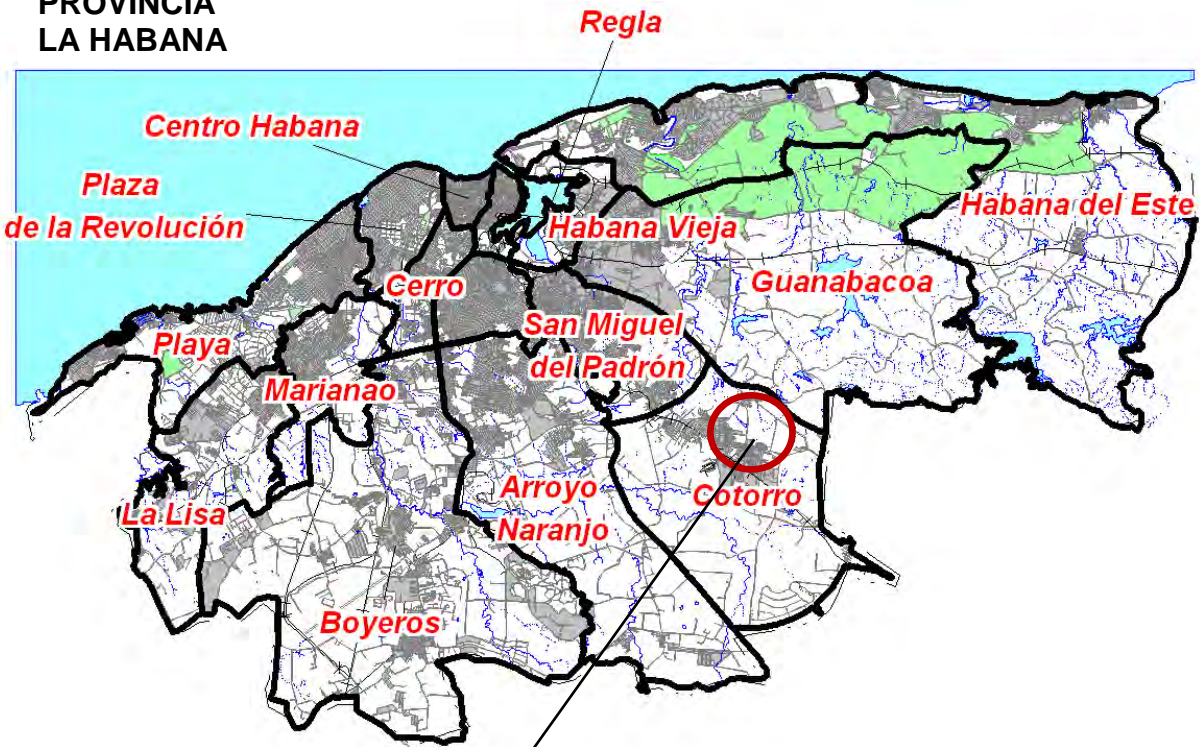 PROVINCIA
LA HABANA
Regla
Centro Habana
Plaza
de la Revolución
Habana del Este
Habana Vieja
Guanabacoa
Cerro
San Miguel
del Padrón
Playa
Marianao
Arroyo
Naranjo
Cotorro
La Lisa
Boyeros